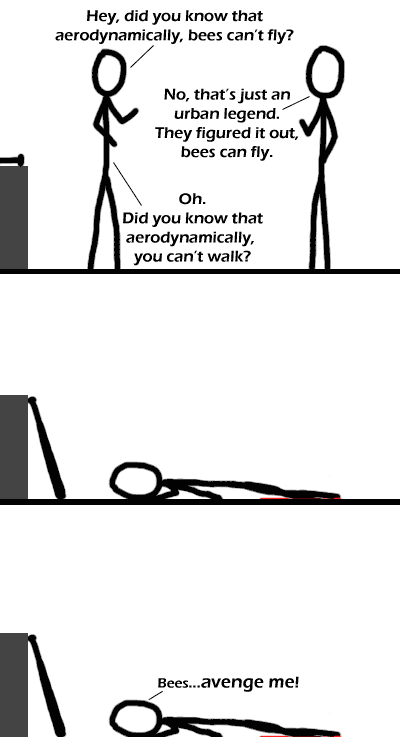 Hey, did you know that
aerodynamically, bees can't fly?
No, that's just an
urban legend.
They figured it out,
bees can fly.
Oh.
Did you know that
aerodynamically,
you can't walk?
Bees...avenge me!